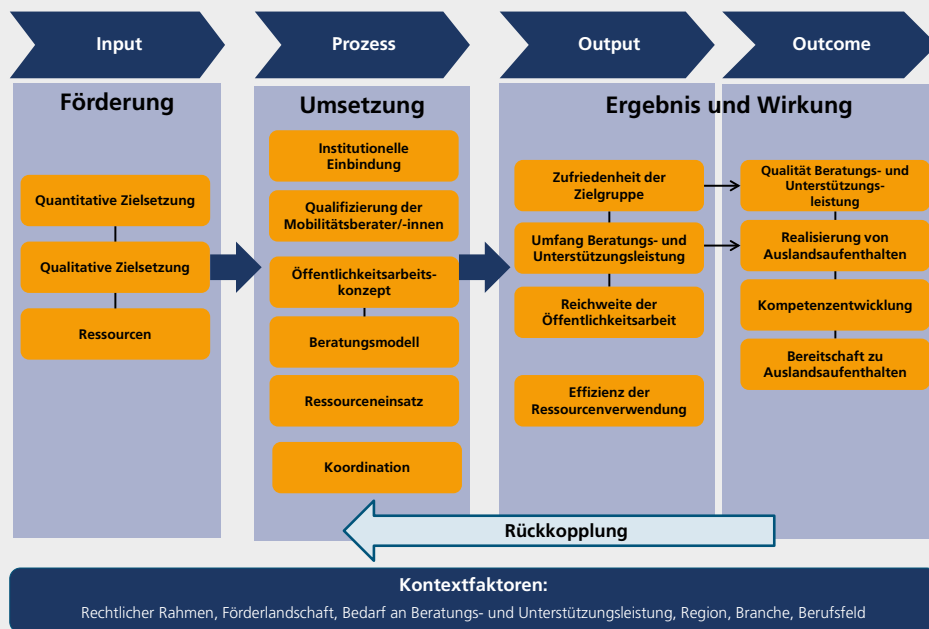 Input
Prozess
Output
Outcome
Förderung
Umsetzung
Ergebnis und Wirkung
Quantitative Zielsetzung
Qualitative Zielsetzung
Ressourcen
Institutionelle
Einbindung
Qualifizierung der
Mobilitätsberater/-innen
Öffentlichkeitsarbeits-
konzept
Beratungsmodell
Ressourceneinsatz
Koordination
Zufriedenheit der
Zielgruppe
Umfang Beratungs- und
Unterstützungsleistung
Reichweite der
Öffentlichkeitsarbeit
Effizienz der
Ressourcenverwendung
Qualität Beratungs- und
Unterstützungs-
leistung
Realisierung von
Auslandsaufenthalten
Kompetenzentwicklung
Bereitschaft zu
Auslandsaufenthalten
Rückkopplung
Kontextfaktoren:
Rechtlicher Rahmen, Förderlandschaft, Bedarf an Beratungs- und Unterstützungsleistung, Region, Branche, Berufsfeld